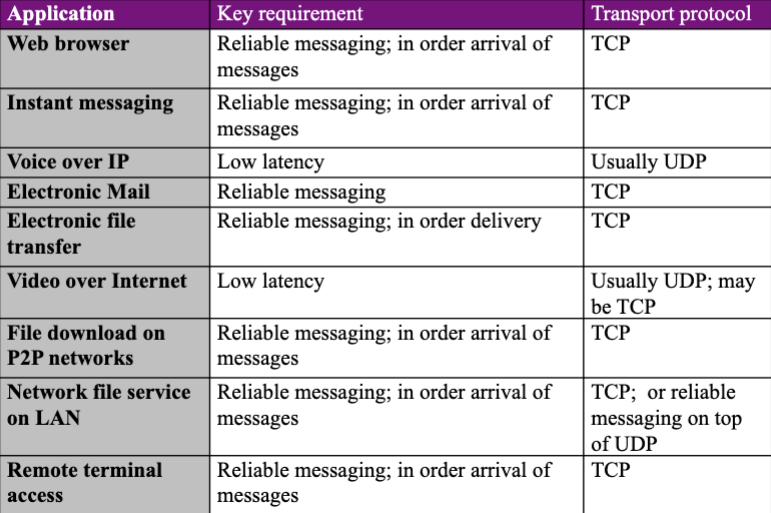 Application Key requirement Transport protocol
Web browser Reliable messaging; in order arrival of TCP
messages
Instant messaging Reliable messaging; in order arrival of TCP
messages
Voice over IP Low latency Usually UDP
Electronic Mail Reliable messaging TCP
Electronic file Reliable messaging; in order delivery TCP
transfer
Video over Internet Low latency Usually UDP; may
be TCP
File download on Reliable messaging; in order arrival of TCP
P2P networks messages
Network file service Reliable messaging; in order arrival of TCP; or reliable
on LAN messages messaging on top
of UDP
Remote terminal Reliable messaging; in order arrival of TCP
access messages